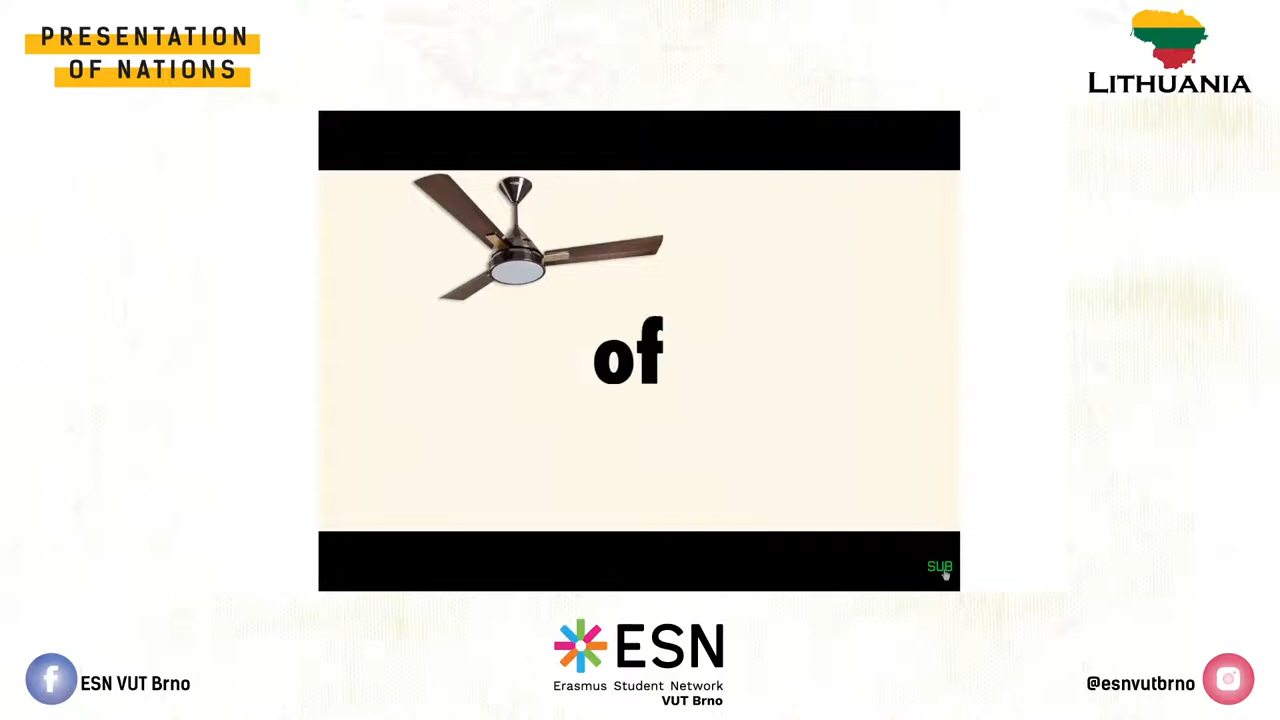 PRESENTATION
OF NATIONS
LITHUANIA
of
SUB
ESN
Erasmus Student Network
VUT Brno
ESN VUT Brno
@esnvutbrno